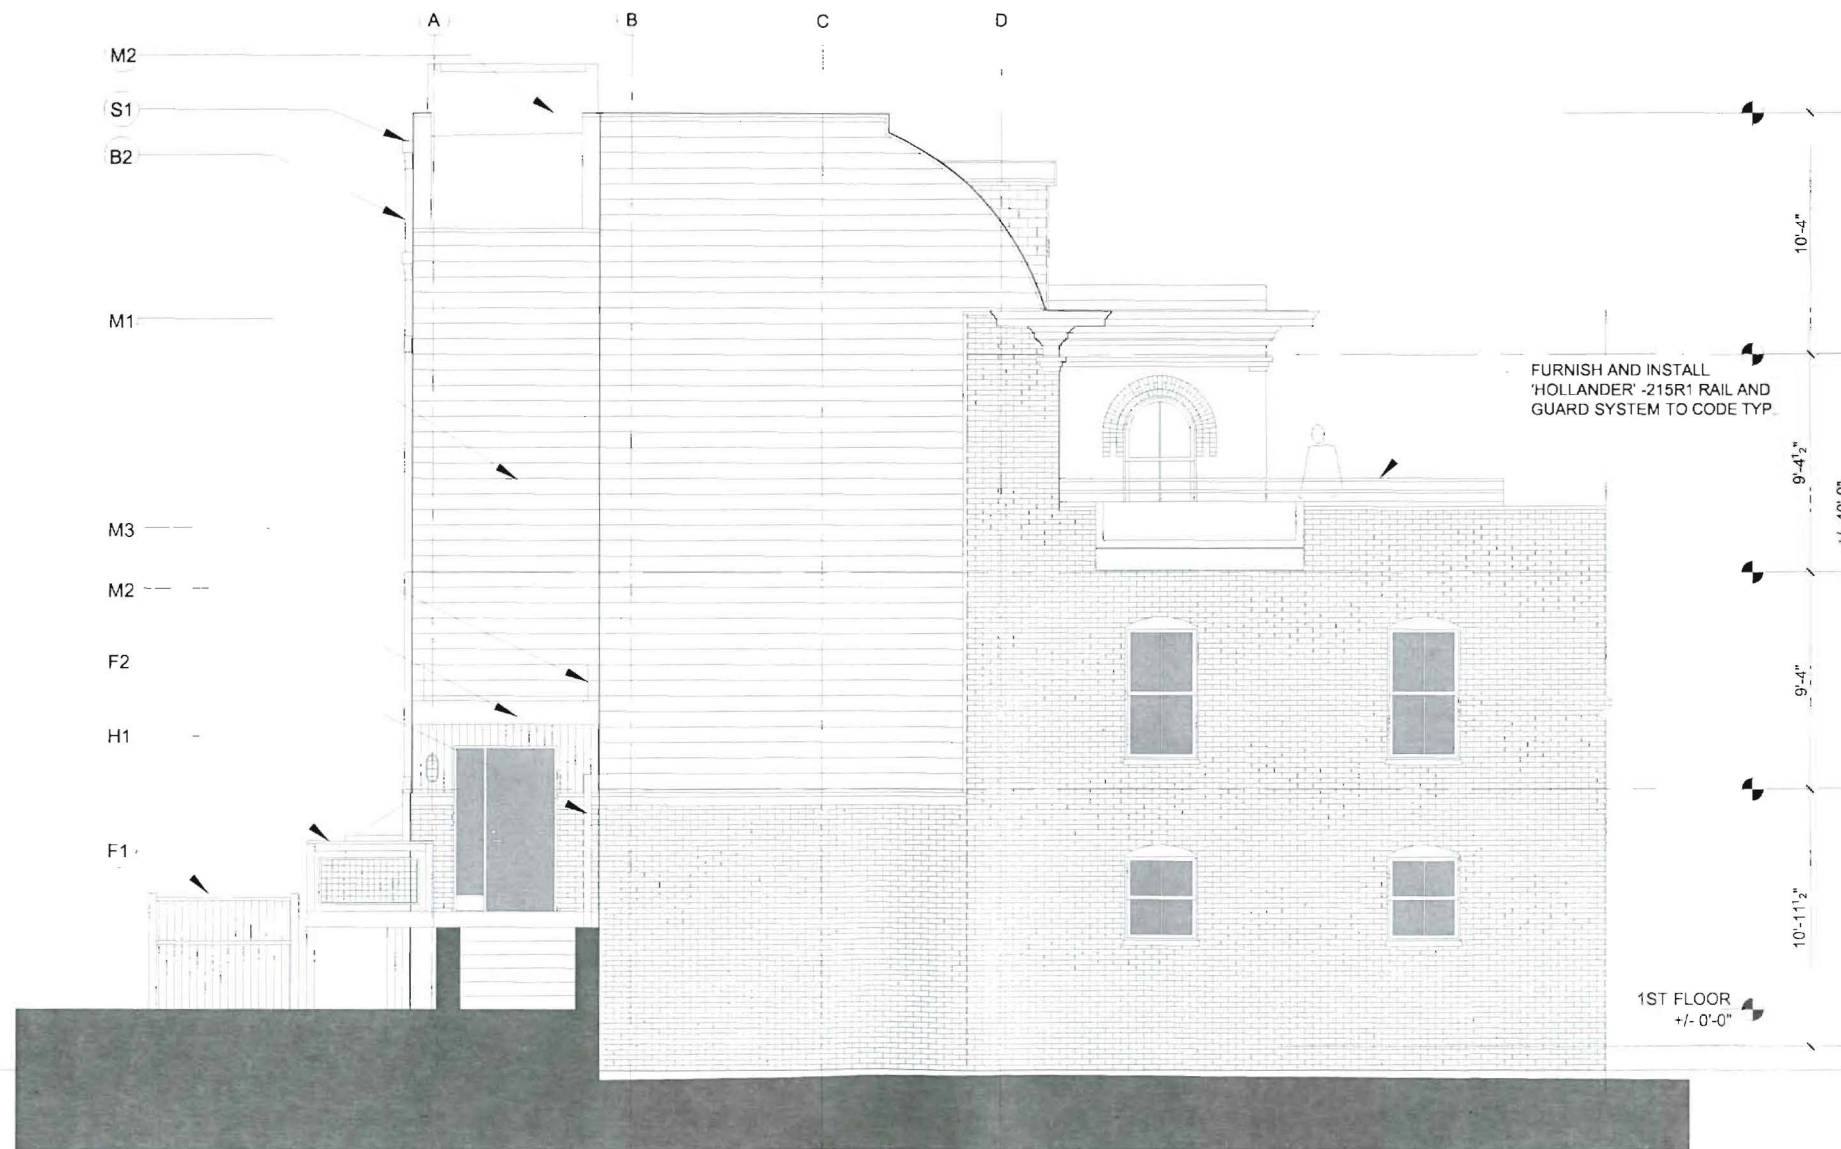 A B C D
M2
S1
B2
M1
M3
M2
F2
H1
F1
FURNISH AND INSTALL
'HOLLANDER' -215R1 RAIL AND
GUARD SYSTEM TO CODE TYP
10'-4"
9'-4½"
9'-4"
10'-11½"
1ST FLOOR
+/- 0'-0"